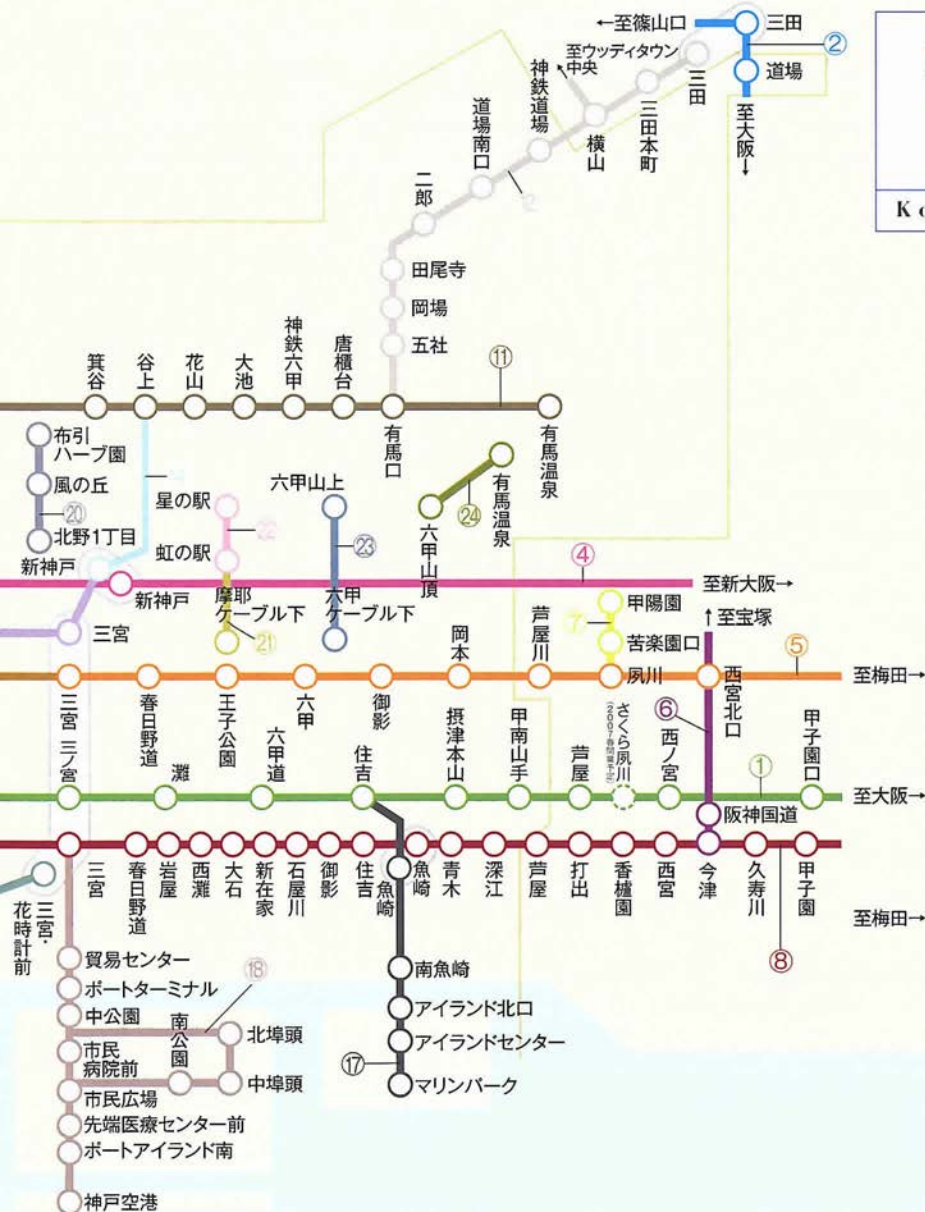 ←至篠山口
三田
②
道場
至大阪↓
至ウッディタウン
中央
三田
三田本町
横山
神鉄道場
道場南口
二郎
田尾寺
岡場
五社
箕谷
谷上
花山
大池
神鉄六甲
唐櫃台
有馬口
⑪
有馬温泉
布引
ハーブ園
風の丘
⑳
北野1丁目
星の駅
㉒
虹の駅
摩耶
ケーブル下
㉑
六甲山上
㉓
六甲
ケーブル下
六甲山頂
㉔
有馬温泉
新神戸
新神戸
④
至新大阪→
三宮
甲陽園
⑦
苦楽園口
夙川
↑至宝塚
⑤
至梅田→
三宮
春日野道
王子公園
六甲
御影
岡本
芦屋川
西宮北口
⑥
三ノ宮
灘
六甲道
住吉
摂津本山
甲南山手
芦屋
さくら夙川
(2007春開業予定)
西ノ宮
①
甲子園口
至大阪→
阪神国道
三宮
春日野道
岩屋
西灘
大石
新在家
石屋川
御影
住吉
魚崎
魚崎
青木
深江
芦屋
打出
香櫨園
西宮
今津
久寿川
甲子園
⑧
至梅田→
三宮・
花時計前
貿易センター
ポートターミナル
中公園
市民
病院前
市民広場
先端医療センター前
ポートアイランド南
神戸空港
南公園
⑱
北埠頭
中埠頭
南魚崎
アイランド北口
アイランドセンター
⑰
マリンパーク